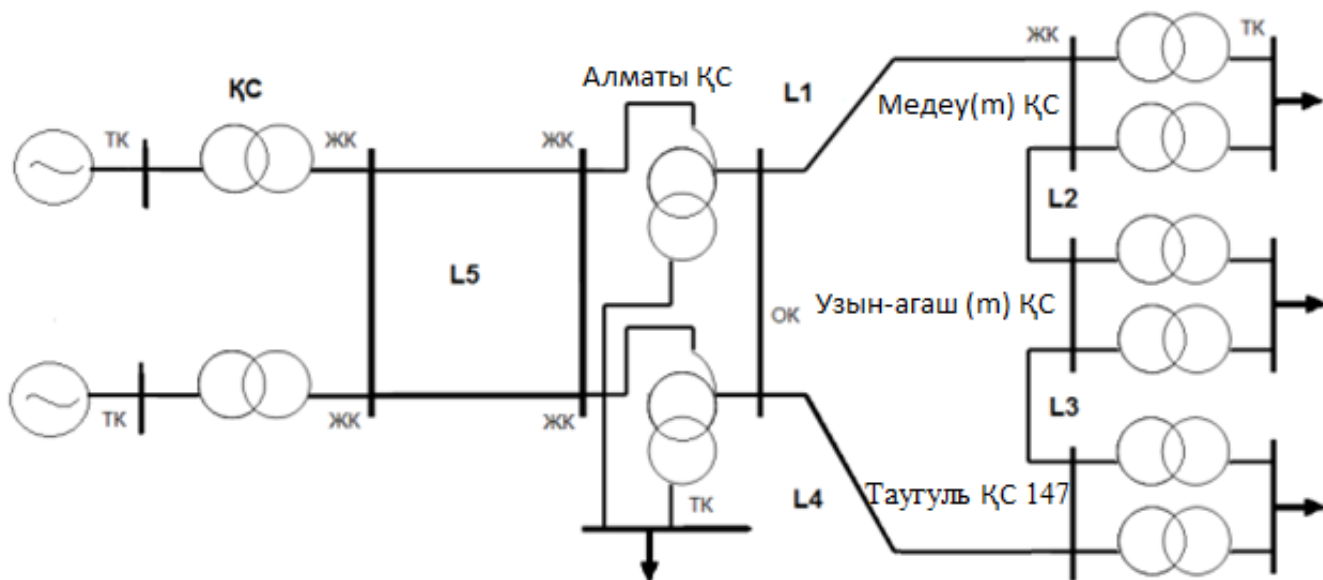 ЖК
ТК
Алматы ҚС
L1
ҚС
Медеу(m) ҚС
ТК
ЖК
ЖК
L2
L5
Узын-агаш (m) ҚС
ОК
ТК
ЖК
ЖК
L3
ТК
L4
Таугуль ҚС 147